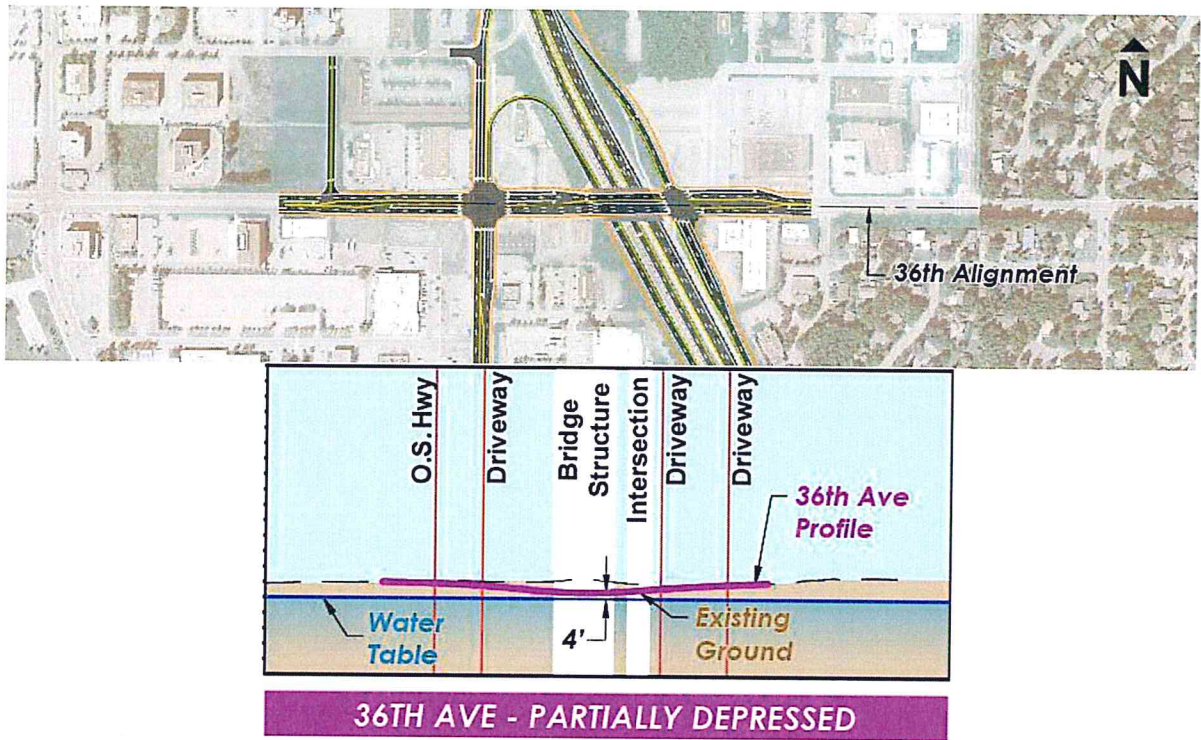 N
36th Alignment
O.S. Hwy
Driveway
Bridge
Structure
Intersection
Driveway
Driveway
36th Ave
Profile
Water
Table
4'
Existing
Ground
36TH AVE - PARTIALLY DEPRESSED